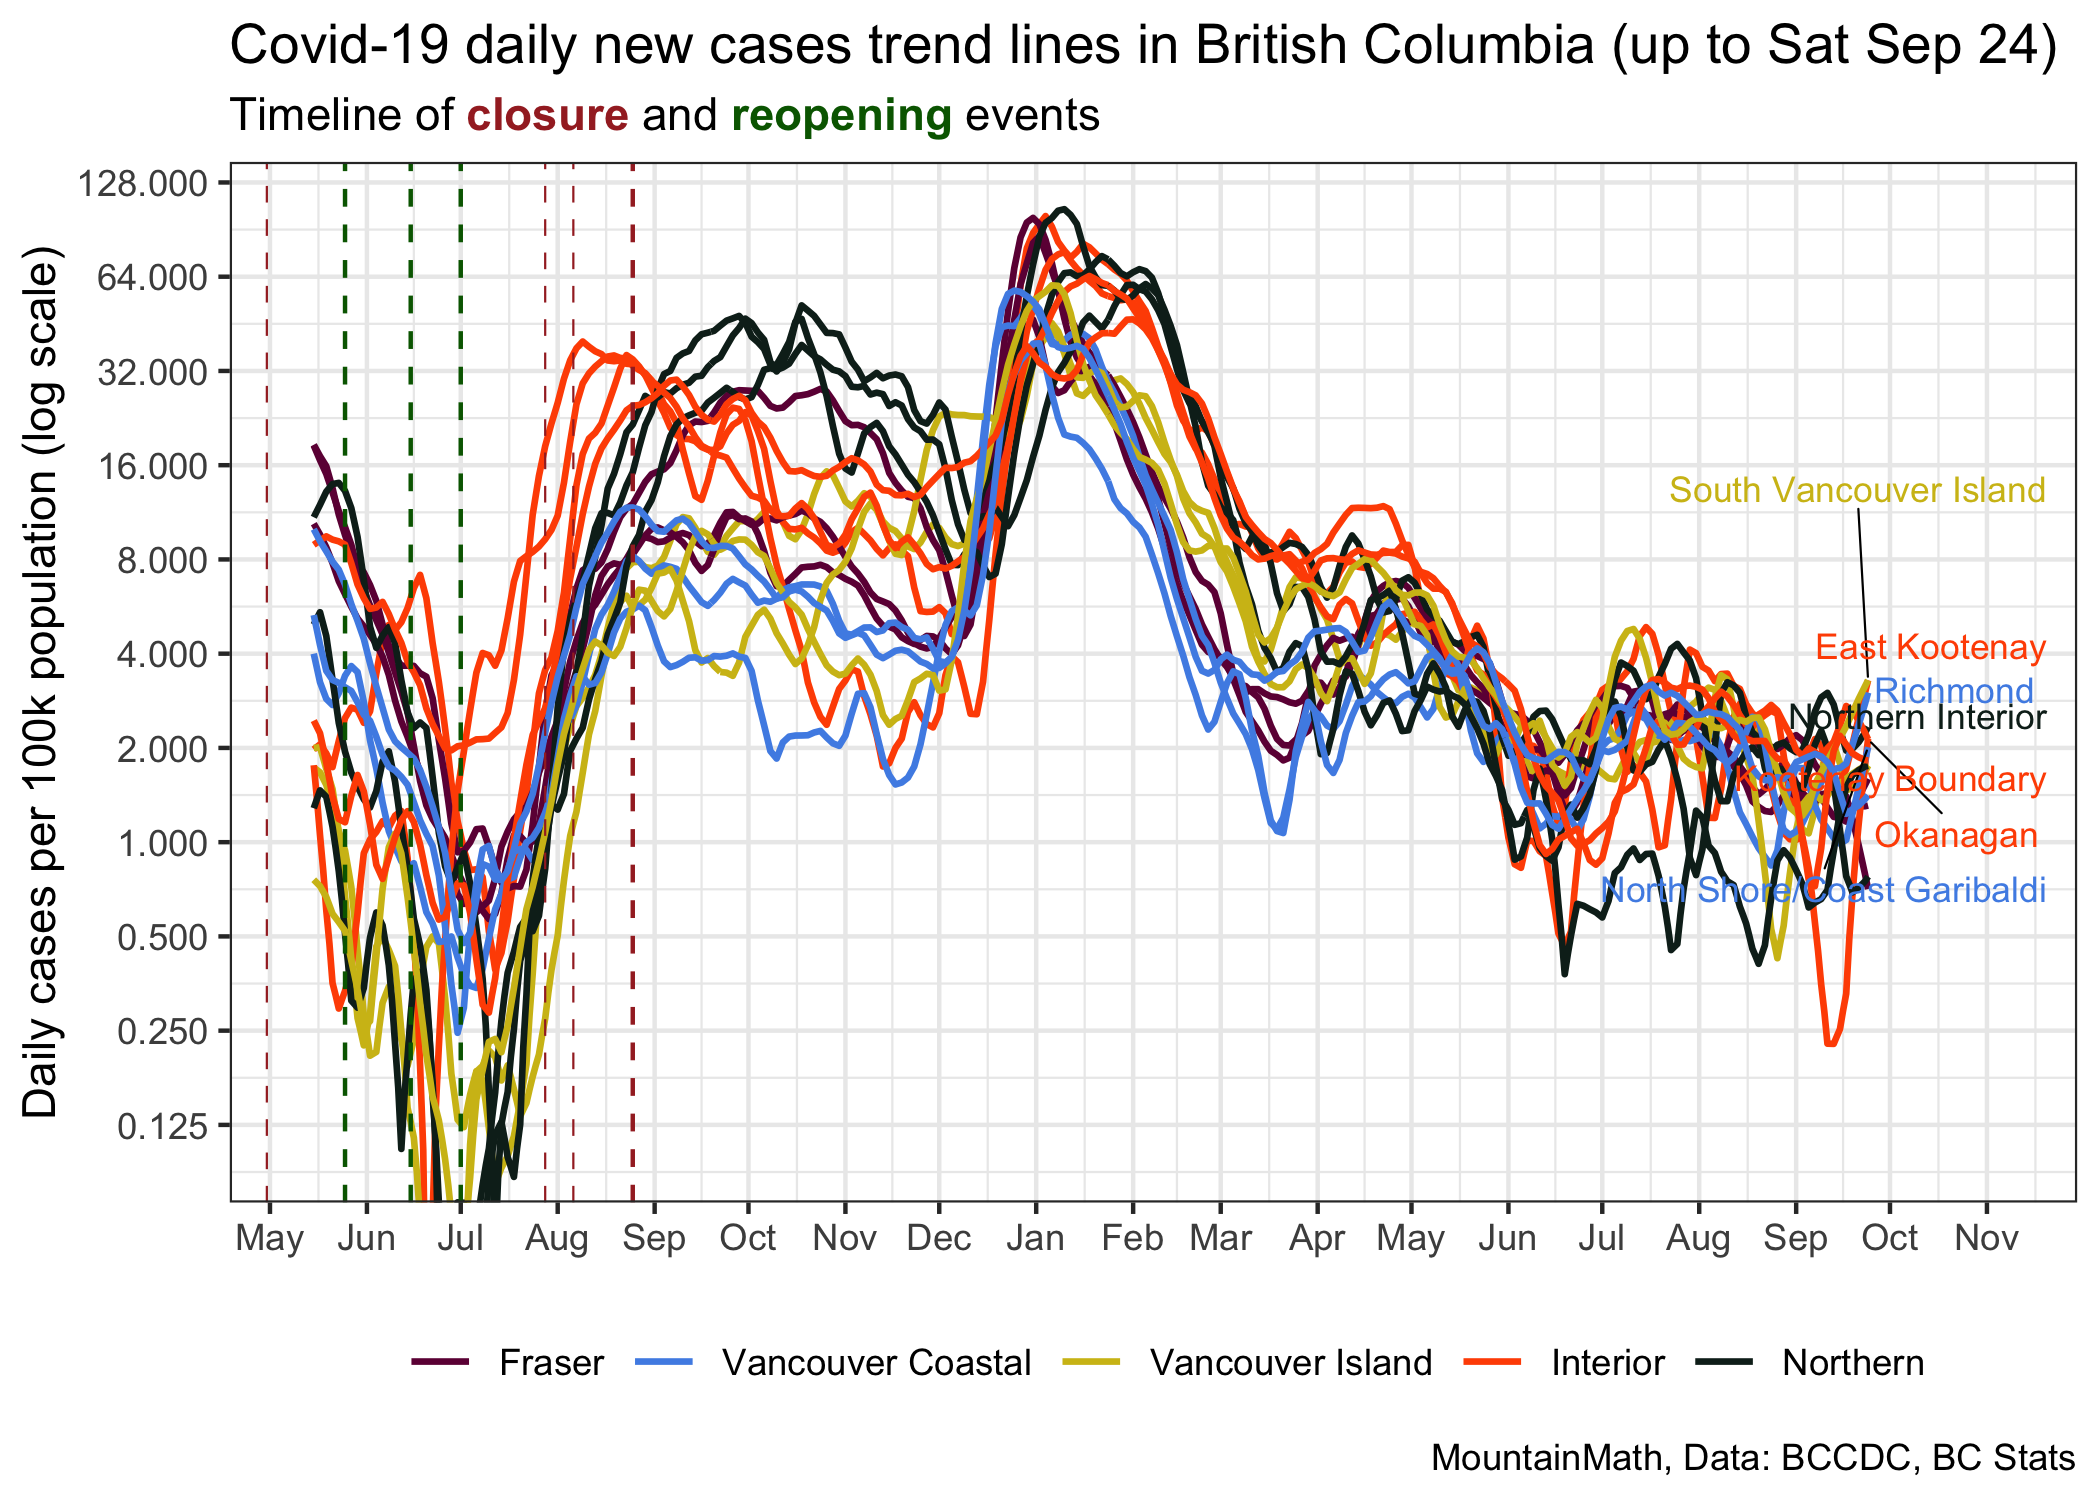 Covid-19 daily new cases trend lines in British Columbia (up to Sat Sep 24)
Timeline of closure and reopening events
Daily cases per 100k population (log scale)
128.000
64.000
32.000
16.000
8.000
4.000
2.000
1.000
0.500
0.250
0.125
South Vancouver Island
East Kootenay
Richmond
Northern Interior
Kootenay Boundary
Okanagan
North Shore/Coast Garibaldi
May Jun Jul Aug Sep Oct Nov Dec Jan Feb Mar Apr May Jun Jul Aug Sep Oct Nov
Fraser Vancouver Coastal Vancouver Island Interior Northern
MountainMath, Data: BCCDC, BC Stats